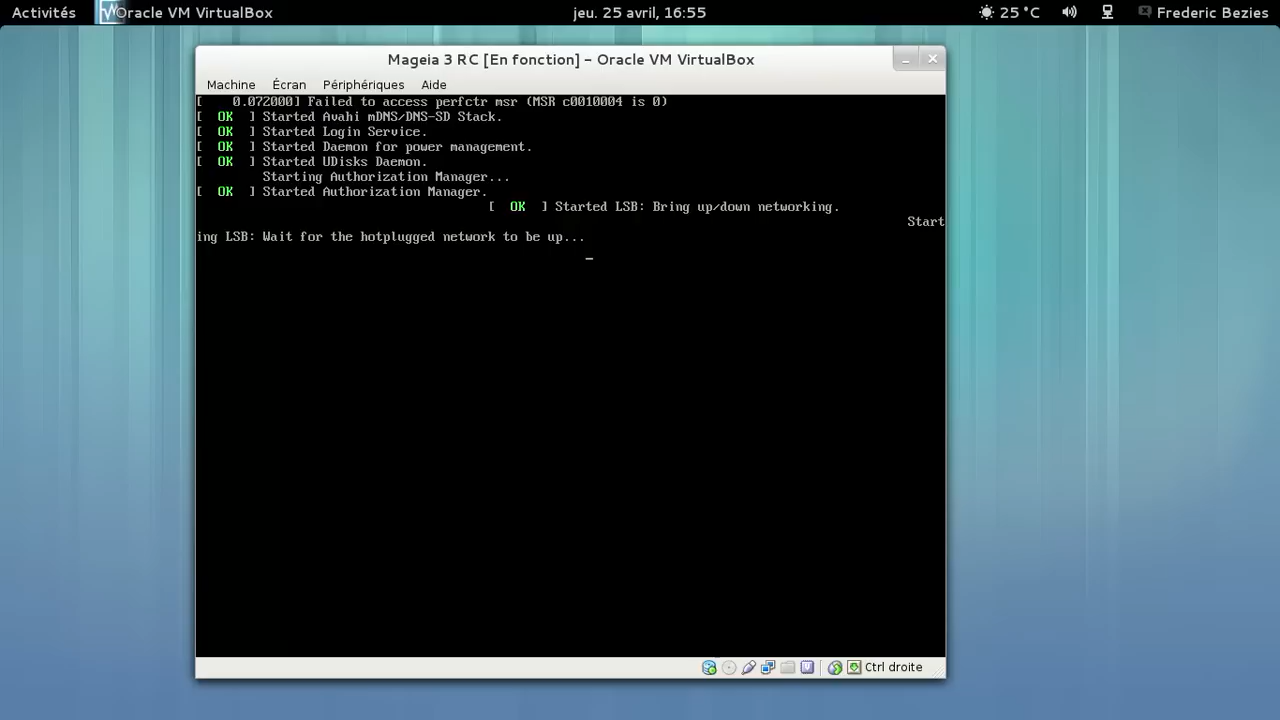 Activités Oracle VM VirtualBox jeu. 25 avril, 16:55 25 °C Frederic Bezies
Mageia 3 RC [En fonction] – Oracle VM VirtualBox
Machine Écran Périphériques Aide
[    0.072000] Failed to access perfctr msr (MSR c0010004 is 0)
[  OK  ] Started Avahi mDNS/DNS-SD Stack.
[  OK  ] Started Login Service.
[  OK  ] Started Daemon for power management.
[  OK  ] Started UDisks Daemon.
Starting Authorization Manager...
[  OK  ] Started Authorization Manager.
[  OK  ] Started LSB: Bring up/down networking.
Start
ing LSB: Wait for the hotplugged network to be up...
_
Ctrl droite